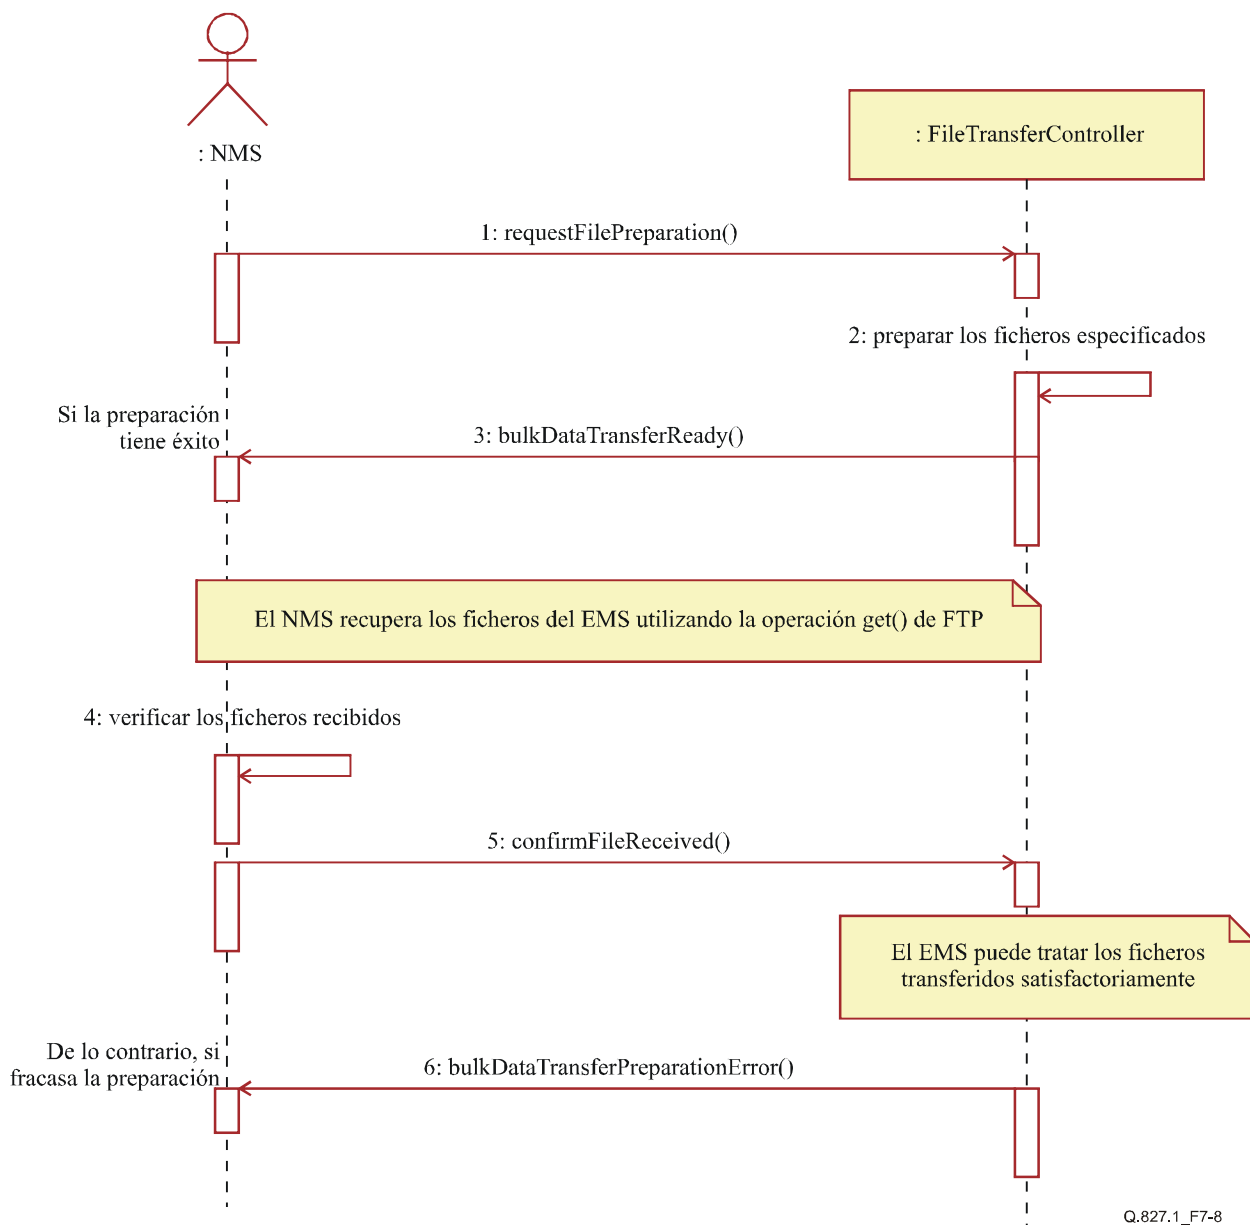 : NMS
: FileTransferController
1: requestFilePreparation()
2: preparar los ficheros especificados
Si la preparación
tiene éxito
3: bulkDataTransferReady()
El NMS recupera los ficheros del EMS utilizando la operación get() de FTP
4: verificar los ficheros recibidos
5: confirmFileReceived()
El EMS puede tratar los ficheros
transferidos satisfactoriamente
De lo contrario, si
fracasa la preparación
6: bulkDataTransferPreparationError()
Q.827.1_F7-8